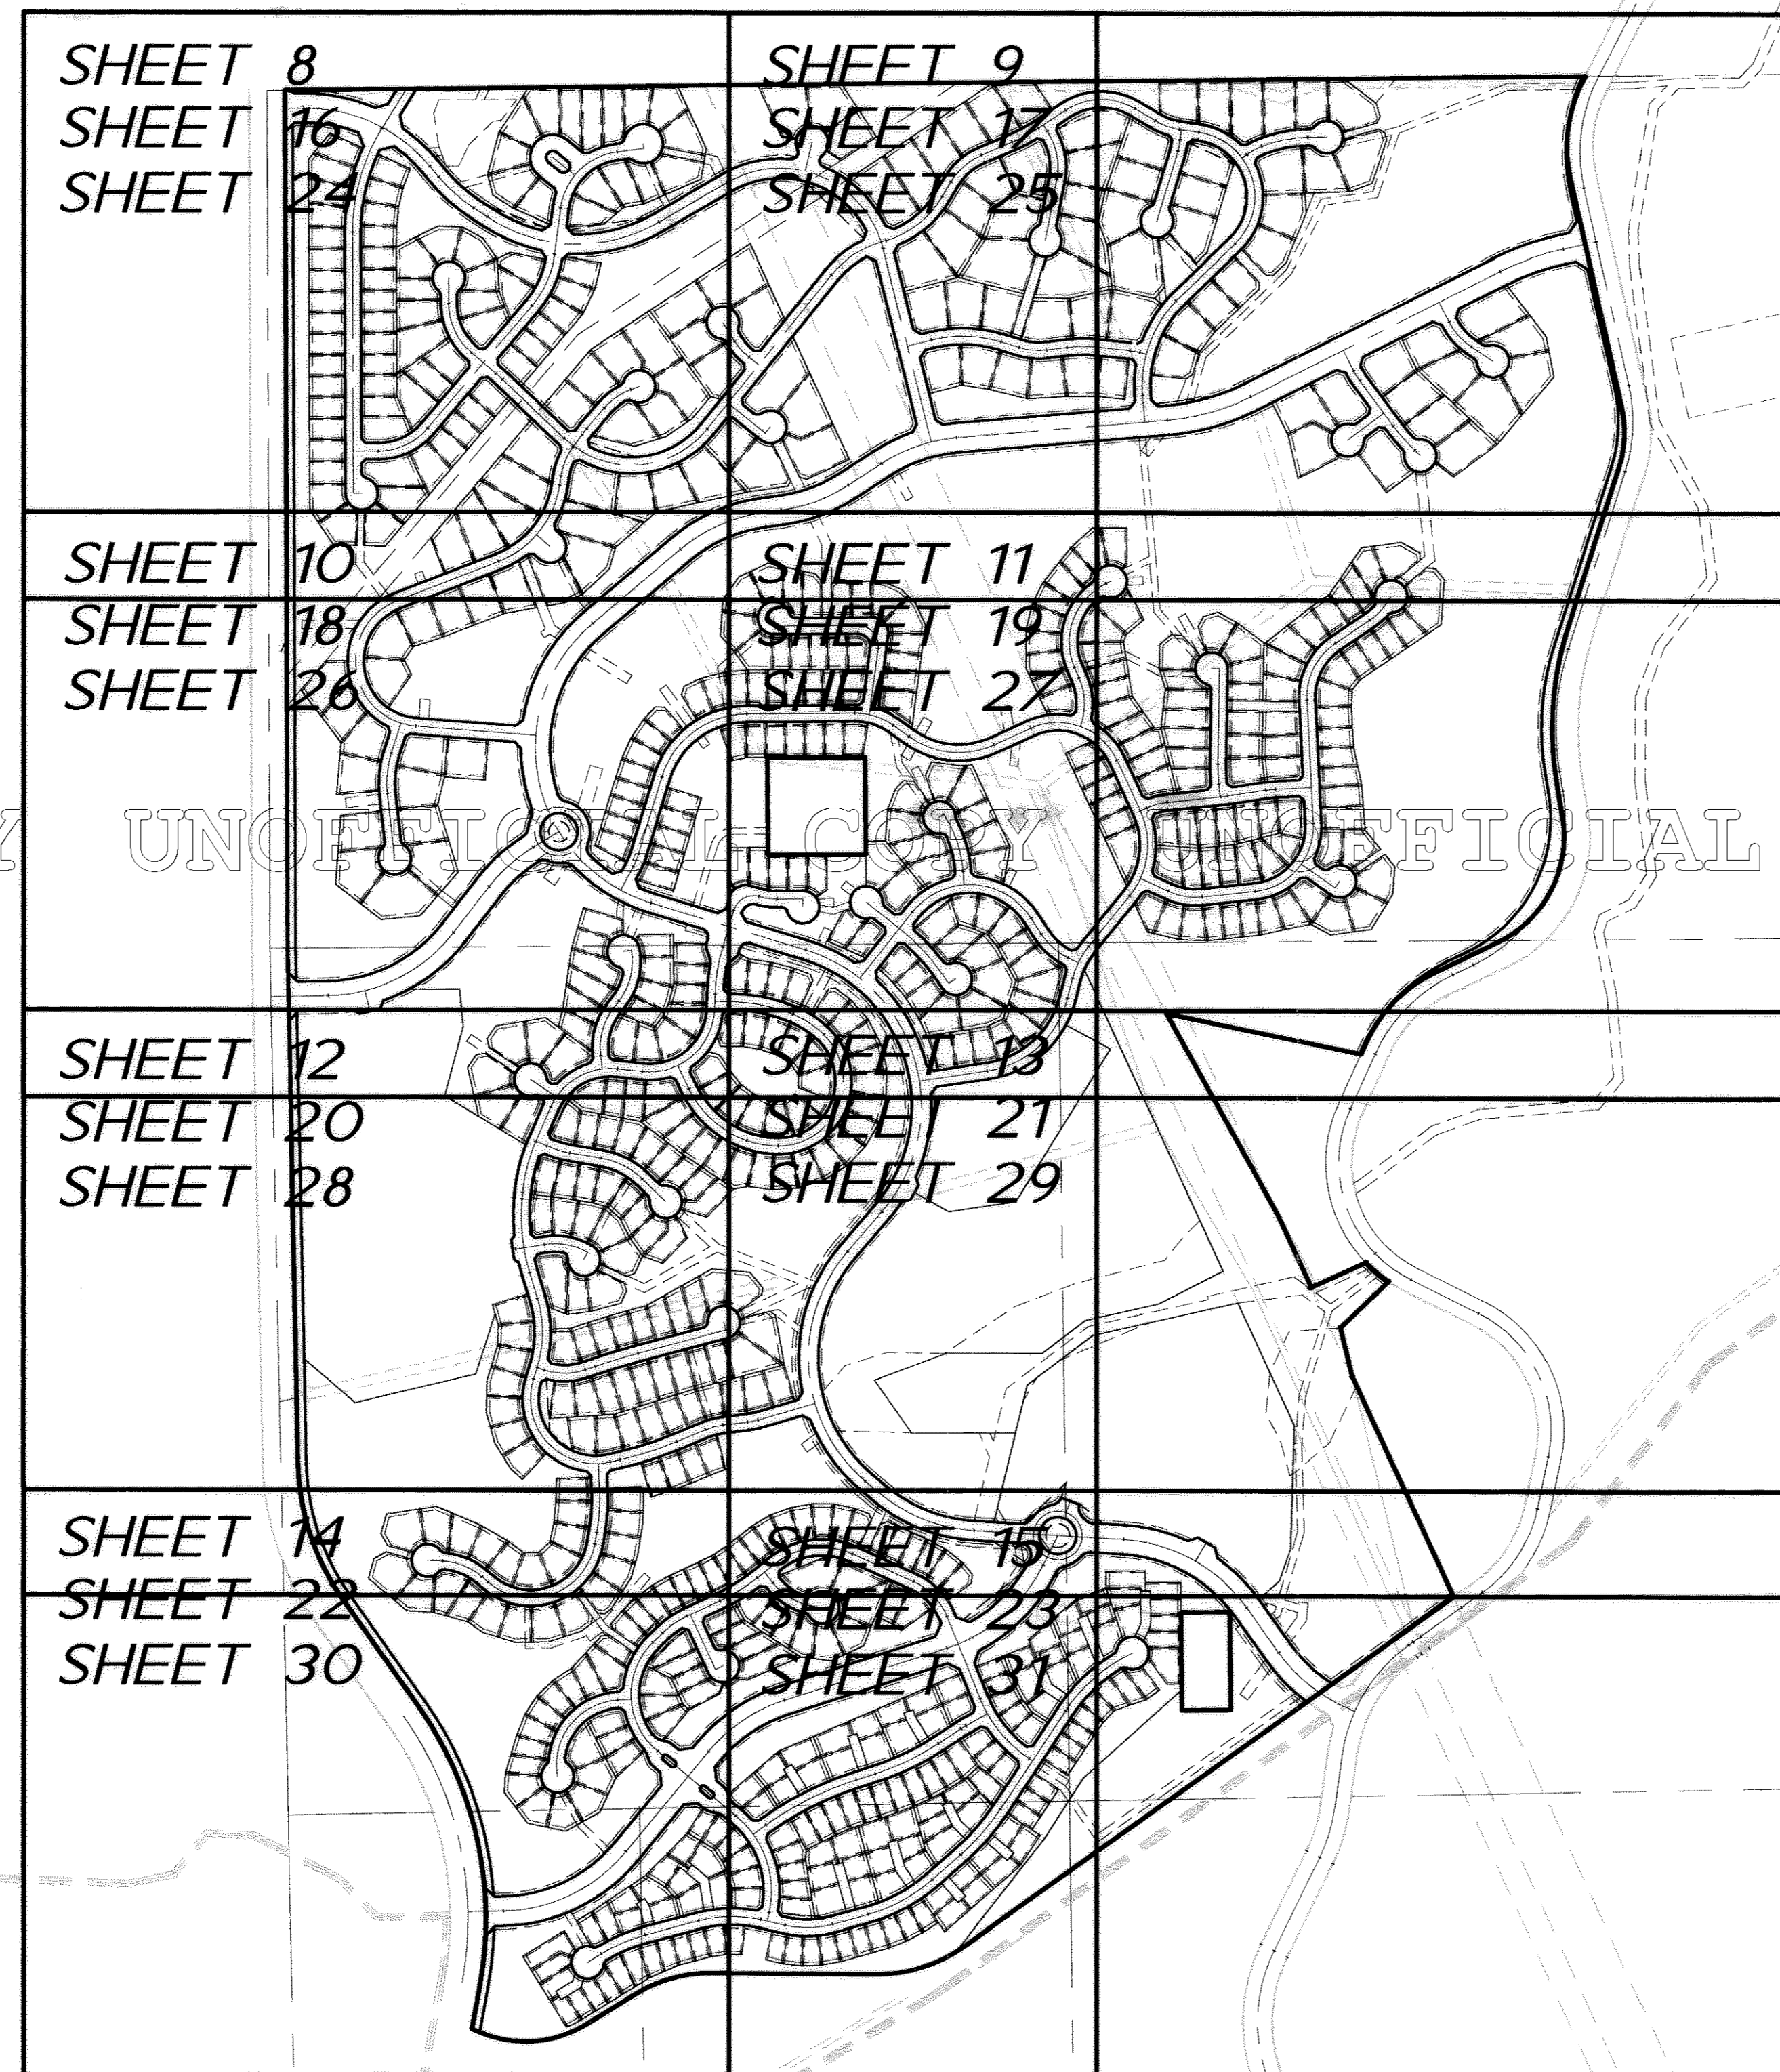 SHEET 8
SHEET 16
SHEET 24
SHEET 9
SHEET 17
SHEET 25
SHEET 10
SHEET 18
SHEET 26
SHEET 11
SHEET 19
SHEET 27
Y UNOFFICIAL COPY UNOFFICIAL
SHEET 12
SHEET 20
SHEET 28
SHEET 13
SHEET 21
SHEET 29
SHEET 14
SHEET 22
SHEET 30
SHEET 15
SHEET 23
SHEET 31